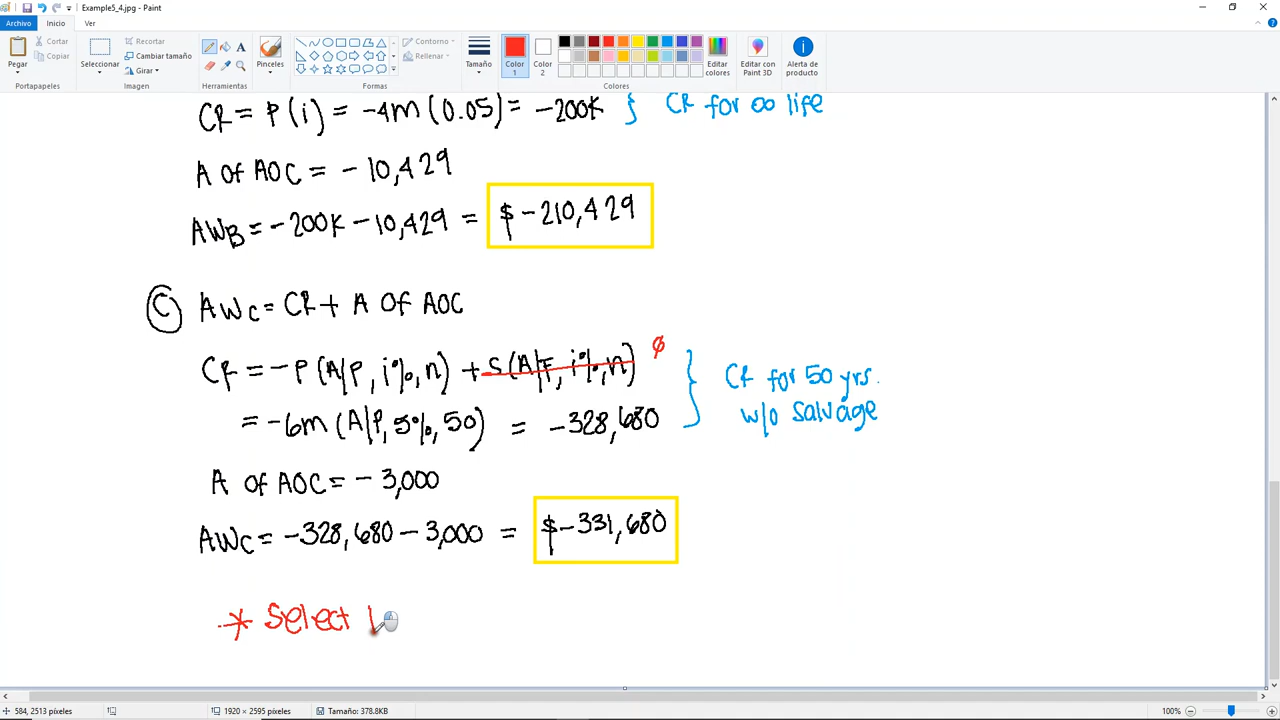 Example5_4.jpg - Paint
Archivo Inicio Ver
Pegar Cortar Copiar Portapapeles
Seleccionar Recortar Cambiar tamaño Girar Imagen
Herramientas
Pinceles
Contorno Rellenar Formas
Tamaño
Color 1 Color 2 Editar colores Colores
Editar con Paint 3D
Alerta de producto
CR = P(i) = -4m(0.05) = -200K } CR for ∞ life
A of AOC = -10,429
AWB = -200K - 10,429 = $-210,429
C AWC = CR + A Of AOC
CR = -P(A/P, i%, n) + S(A/F, i%, n) ø
= -6m(A/P, 5%, 50) = -328,680
} CR for 50 yrs.
w/o Salvage
A of AOC = -3,000
AWC = -328,680 - 3,000 = $-331,680
* Select
584, 2513 píxeles 1920 × 2595 píxeles Tamaño: 378.8KB 100%